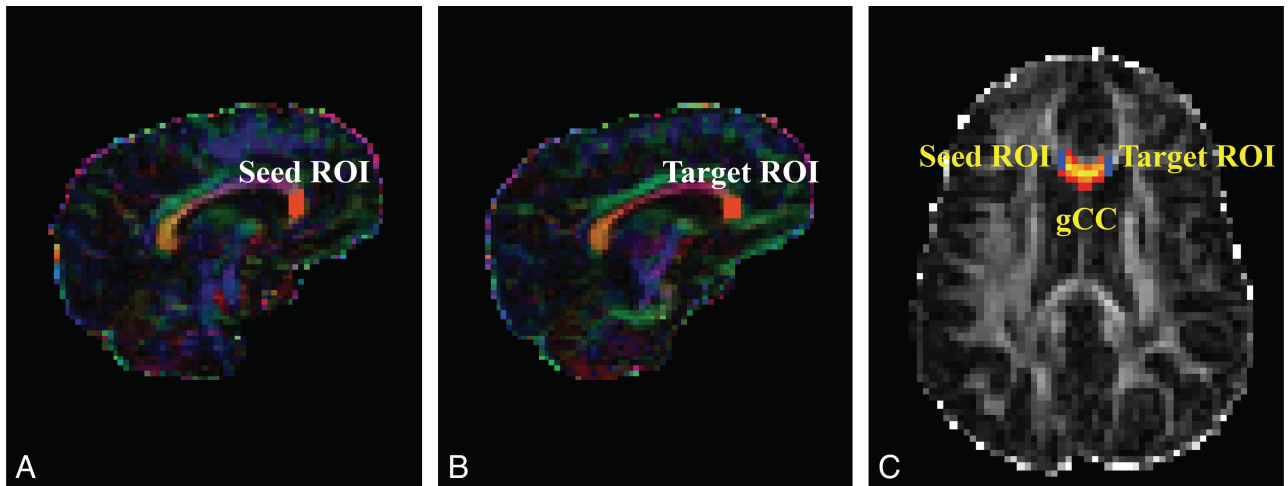 Seed ROI
A
Target ROI
B
Seed ROI
Target ROI
gCC
C